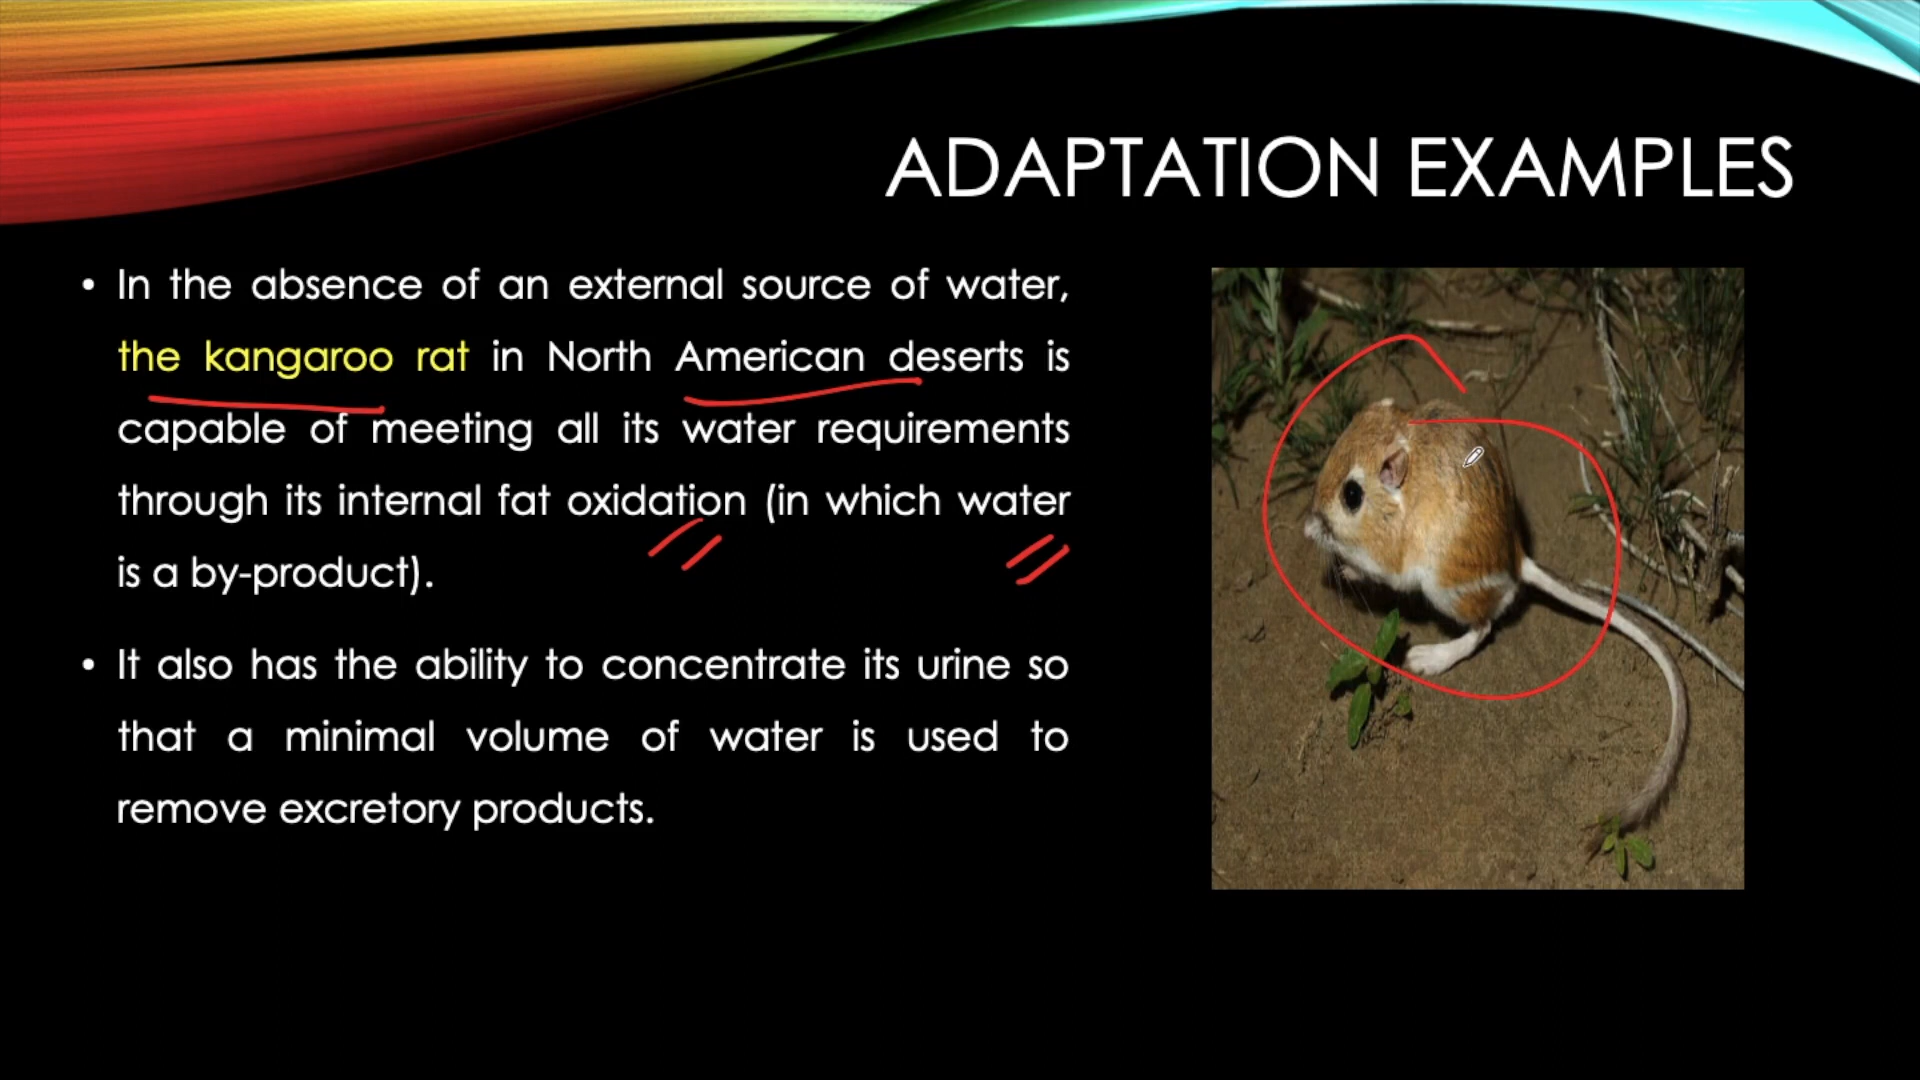 ADAPTATION EXAMPLES
• In the absence of an external source of water,
the kangaroo rat in North American deserts is
capable of meeting all its water requirements
through its internal fat oxidation (in which water
is a by-product).
• It also has the ability to concentrate its urine so
that a minimal volume of water is used to
remove excretory products.